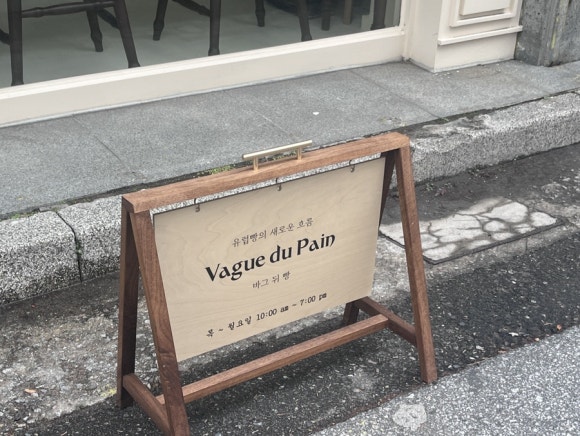 유럽빵의 새로운 흐름
Vague du Pain
바그 뒤 빵
목 ~ 월요일 10:00 am ~ 7:00 pm